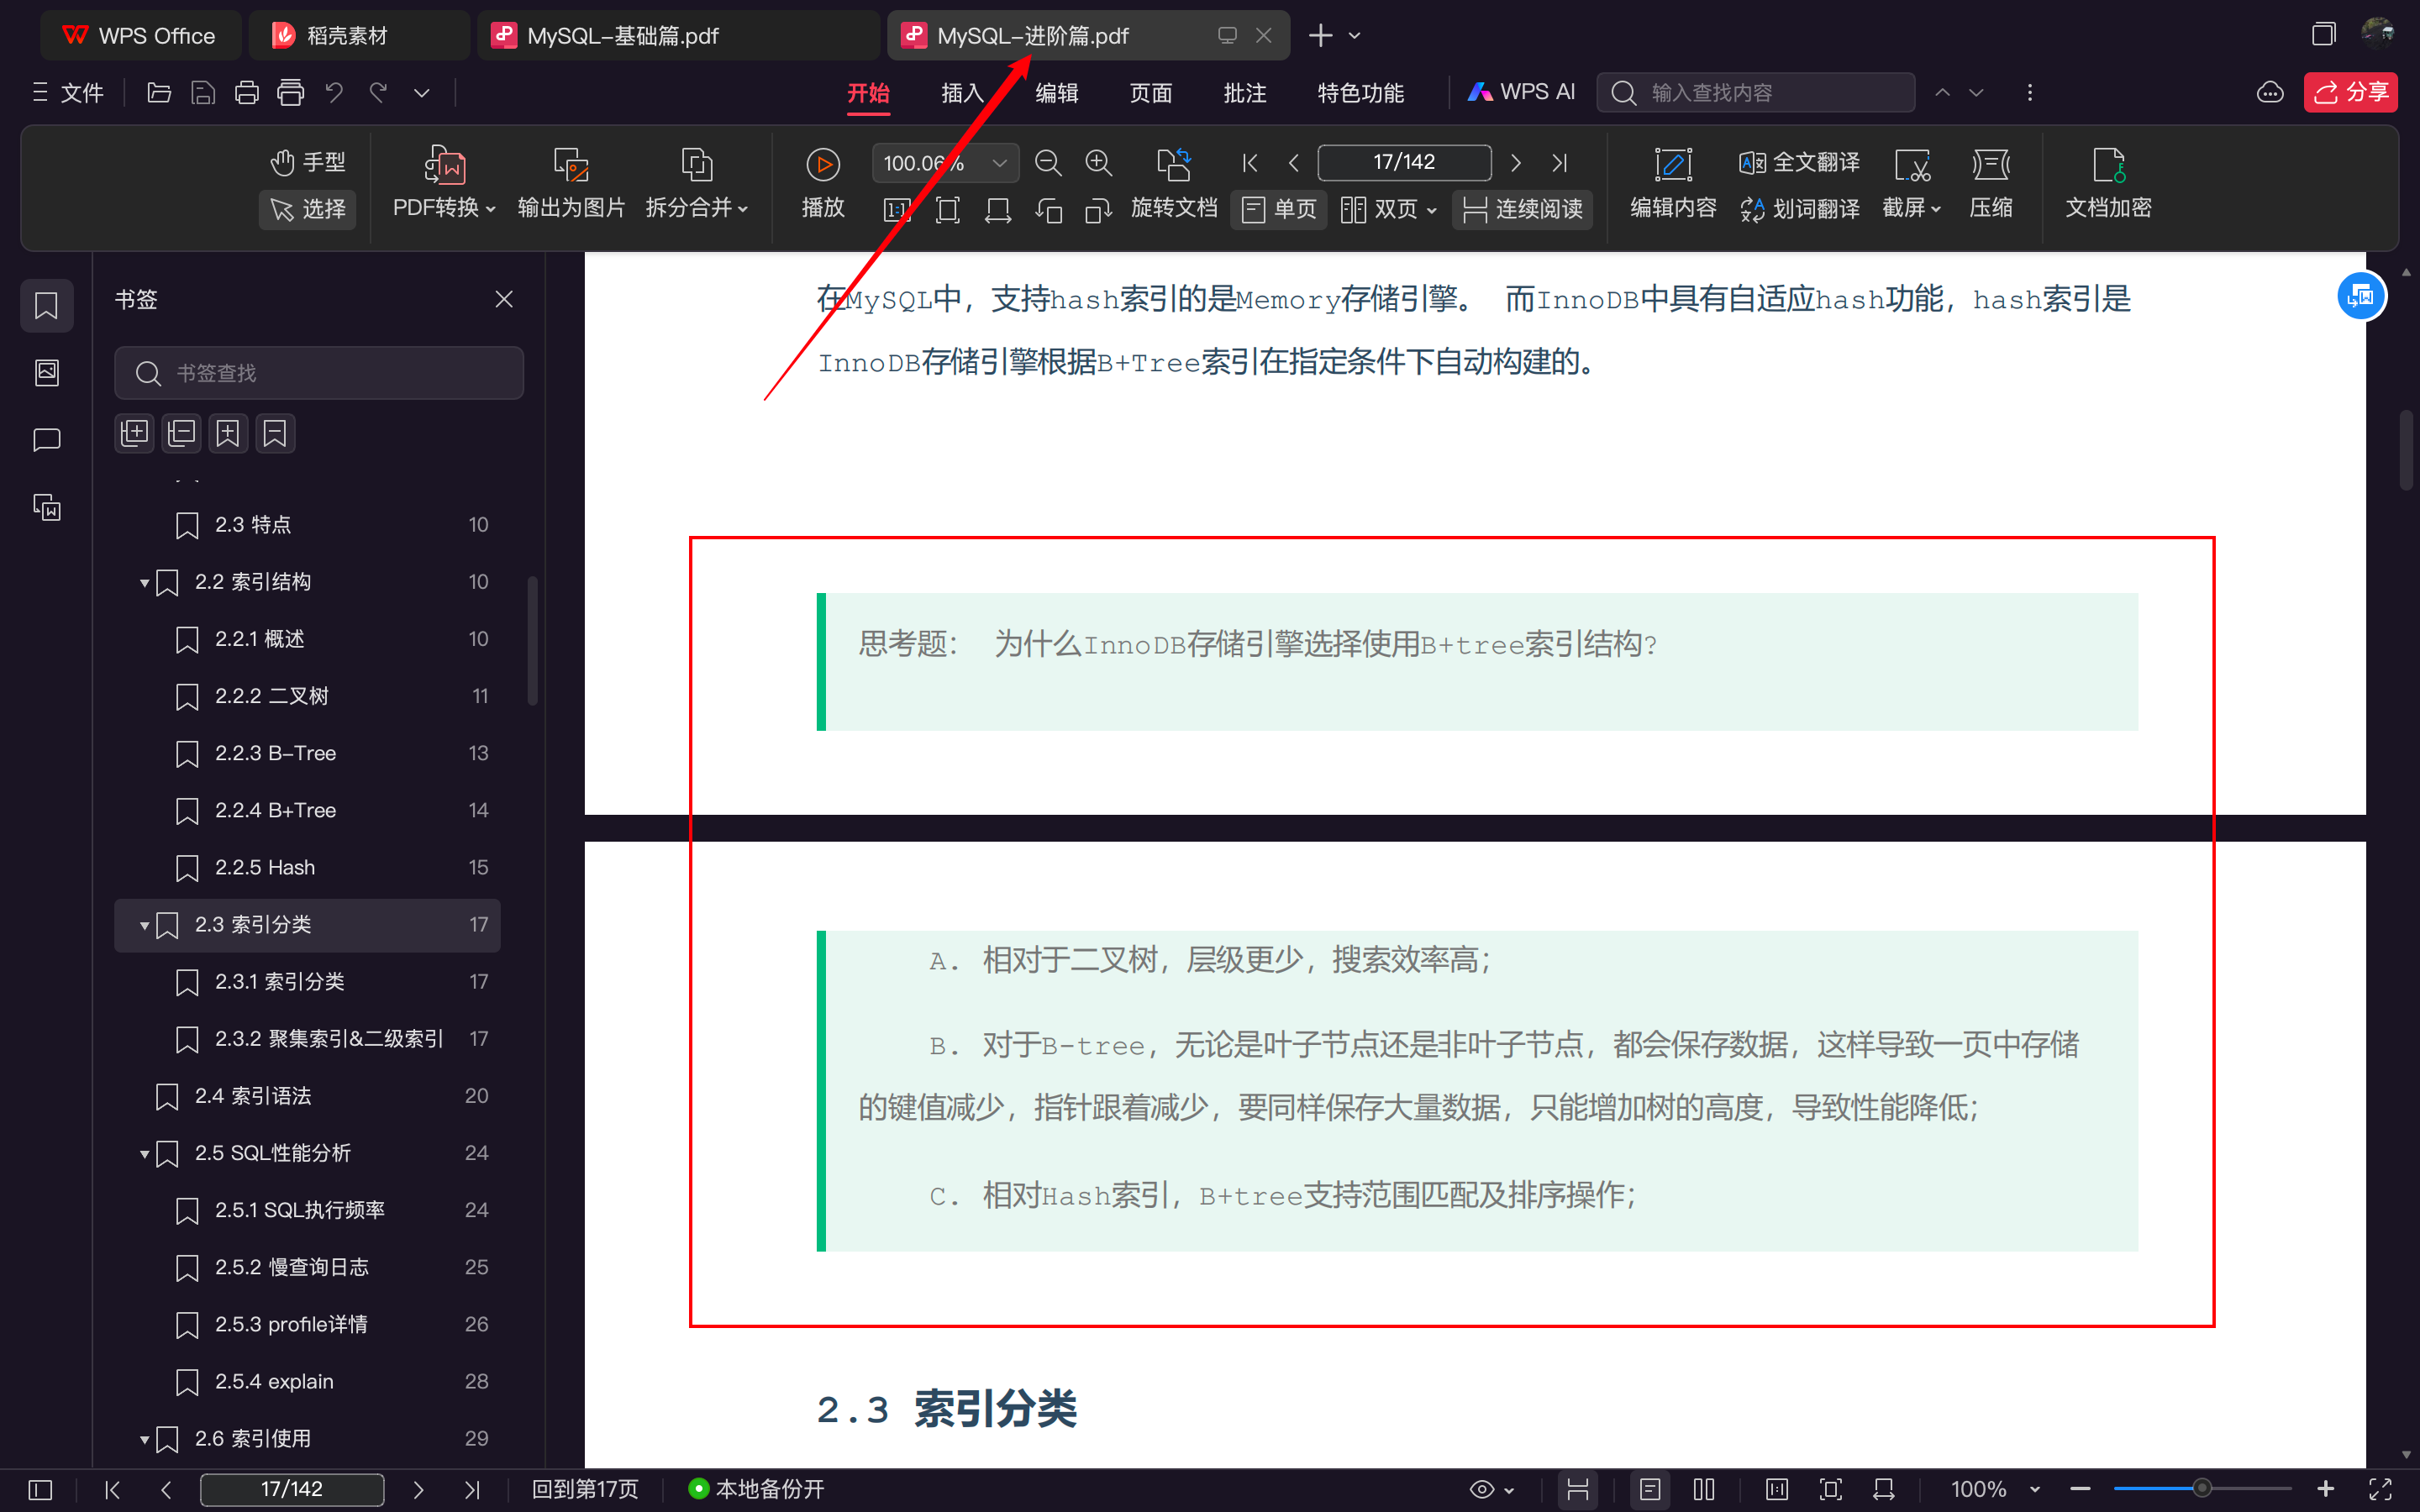 WPS Office
稻壳素材
MySQL-基础篇.pdf
MySQL-进阶篇.pdf
文件
开始
插入
编辑
页面
批注
特色功能
WPS AI
输入查找内容
分享
手型
选择
PDF转换
输出为图片
拆分合并
播放
100.06%
旋转文档
17/142
单页
双页
连续阅读
编辑内容
全文翻译
划词翻译
截屏
压缩
文档加密
书签
书签查找
2.3 特点 10
2.2 索引结构 10
2.2.1 概述 10
2.2.2 二叉树 11
2.2.3 B-Tree 13
2.2.4 B+Tree 14
2.2.5 Hash 15
2.3 索引分类 17
2.3.1 索引分类 17
2.3.2 聚集索引&二级索引 17
2.4 索引语法 20
2.5 SQL性能分析 24
2.5.1 SQL执行频率 24
2.5.2 慢查询日志 25
2.5.3 profile详情 26
2.5.4 explain 28
2.6 索引使用 29
在MySQL中，支持hash索引的是Memory存储引擎。 而InnoDB中具有自适应hash功能，hash索引是
InnoDB存储引擎根据B+Tree索引在指定条件下自动构建的。
思考题： 为什么InnoDB存储引擎选择使用B+tree索引结构?
A. 相对于二叉树，层级更少，搜索效率高；
B. 对于B-tree，无论是叶子节点还是非叶子节点，都会保存数据，这样导致一页中存储
的键值减少，指针跟着减少，要同样保存大量数据，只能增加树的高度，导致性能降低；
C. 相对Hash索引，B+tree支持范围匹配及排序操作；
2.3 索引分类
17/142
回到第17页
本地备份开
100%